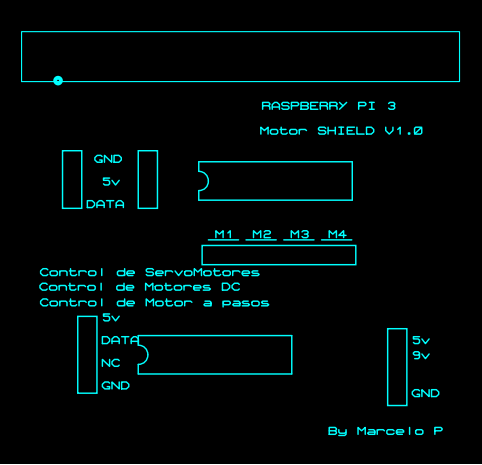 RASPBERRY PI 3
Motor SHIELD V1.0
GND
5v
DATA
M1 M2 M3 M4
Control de ServoMotores
Control de Motores DC
Control de Motor a pasos
5v
DATA
NC
GND
5v
9v
GND
By Marcelo P